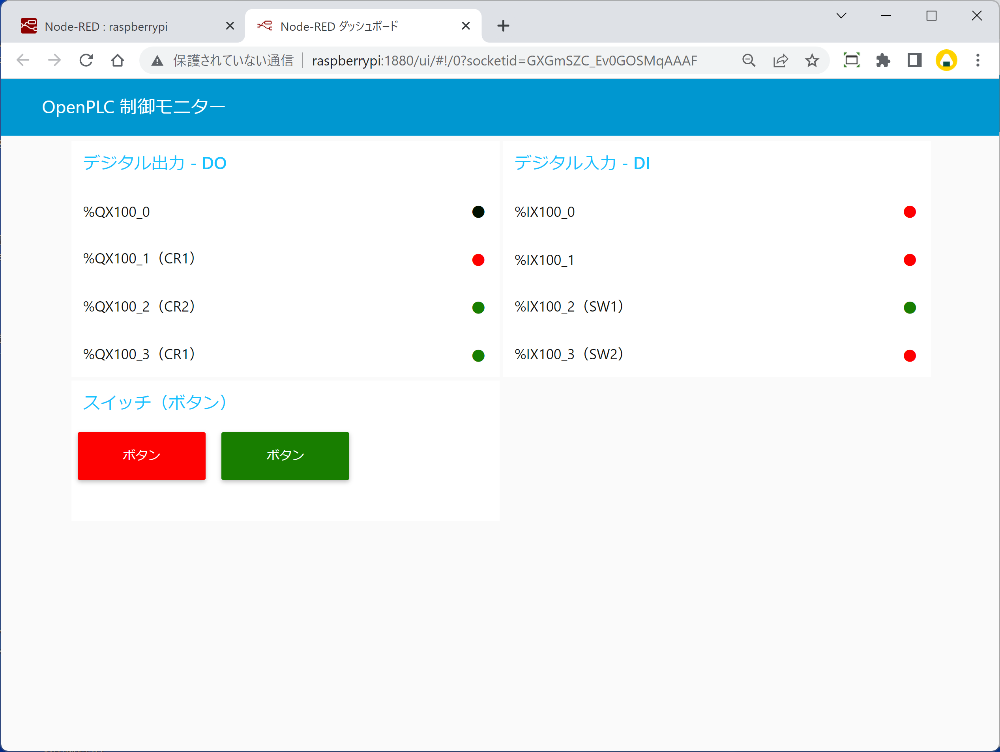 Node-RED : raspberrypi
Node-RED ダッシュボード
保護されていない通信
raspberrypi:1880/ui/#!/0?socketid=GXGmSZC_Ev0GOSMqAAAF
OpenPLC 制御モニター
デジタル出力 - DO
%QX100_0
%QX100_1（CR1）
%QX100_2（CR2）
%QX100_3（CR1）
デジタル入力 - DI
%IX100_0
%IX100_1
%IX100_2（SW1）
%IX100_3（SW2）
スイッチ（ボタン）
ボタン
ボタン